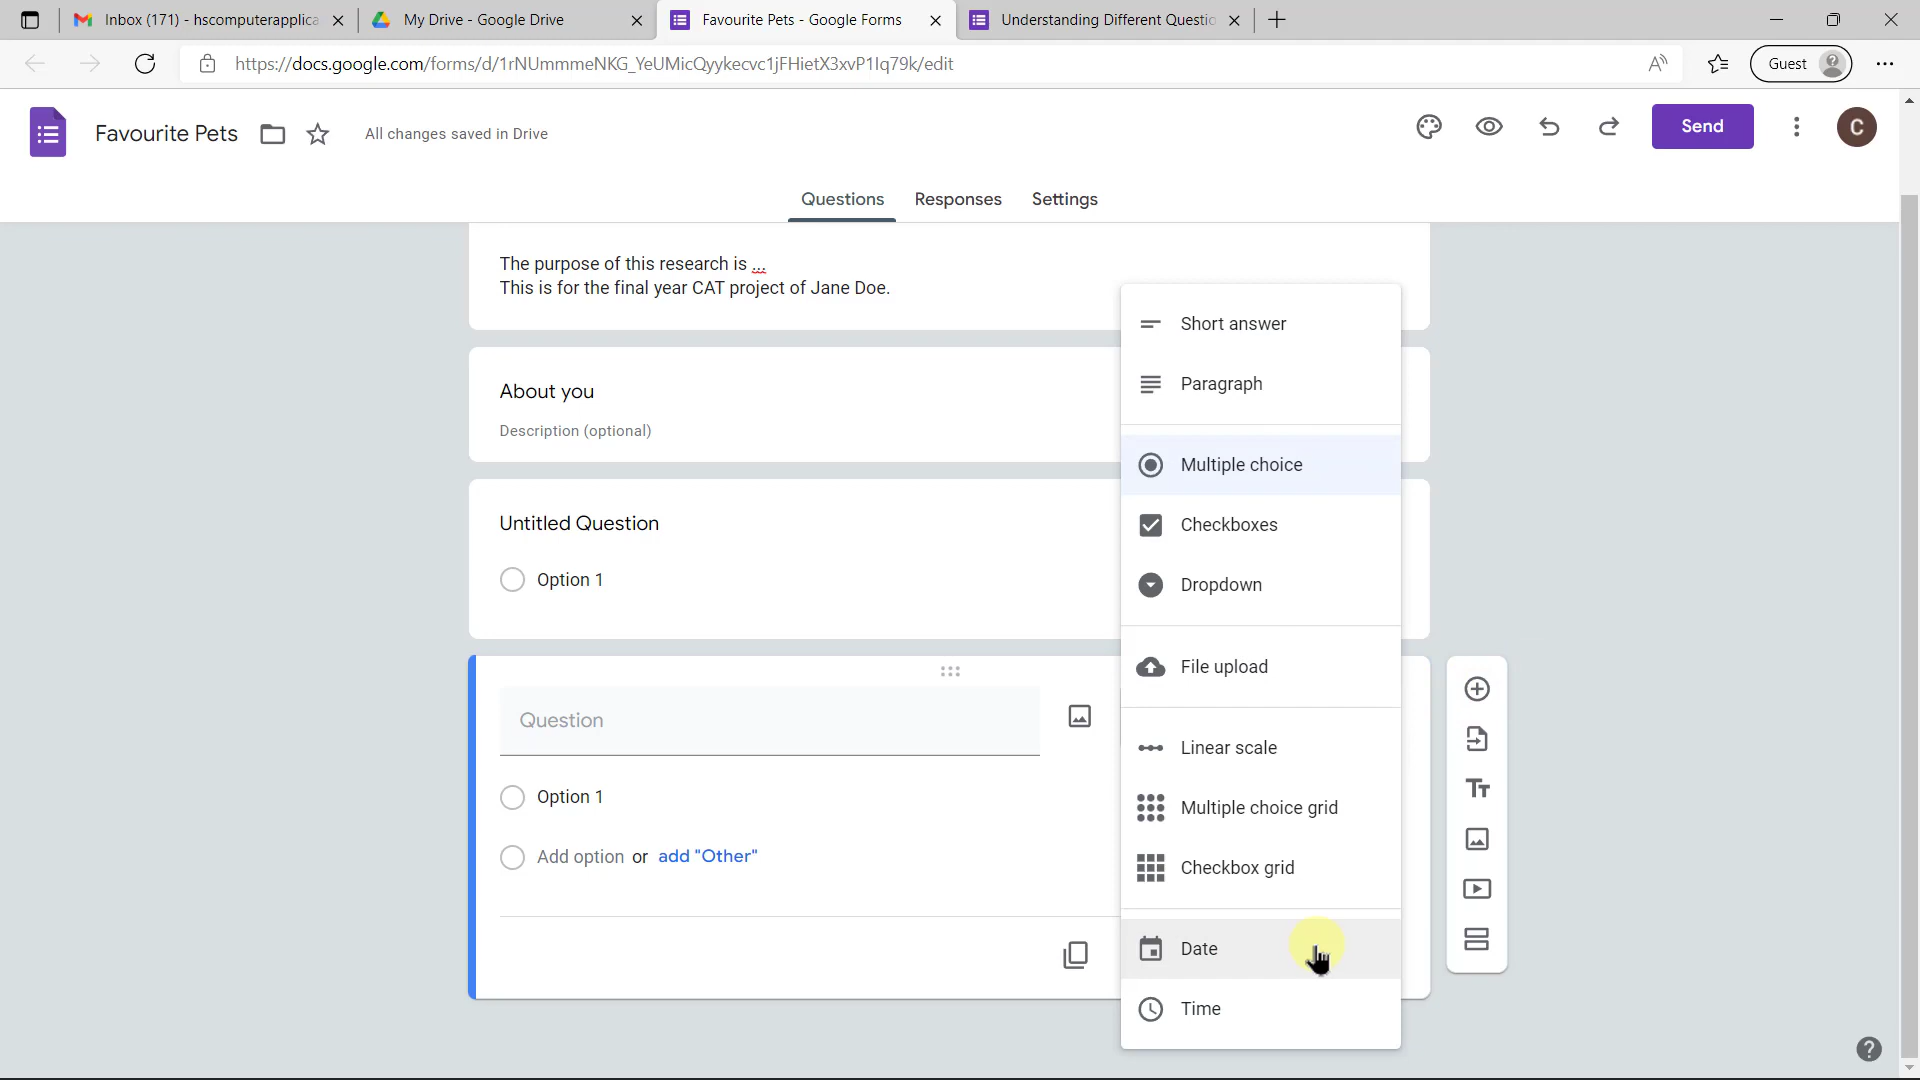 Inbox (171) - hscomputerapplica
My Drive - Google Drive
Favourite Pets - Google Forms
Understanding Different Questio
https://docs.google.com/forms/d/1rNUmmmeNKG_YeUMicQyykecvc1jFHietX3xvP1Iq79k/edit
Guest
Favourite Pets
All changes saved in Drive
Send
C
Questions
Responses
Settings
The purpose of this research is ...
This is for the final year CAT project of Jane Doe.
About you
Description (optional)
Untitled Question
Option 1
Question
Option 1
Add option or add "Other"
Short answer
Paragraph
Multiple choice
Checkboxes
Dropdown
File upload
Linear scale
Multiple choice grid
Checkbox grid
Date
Time